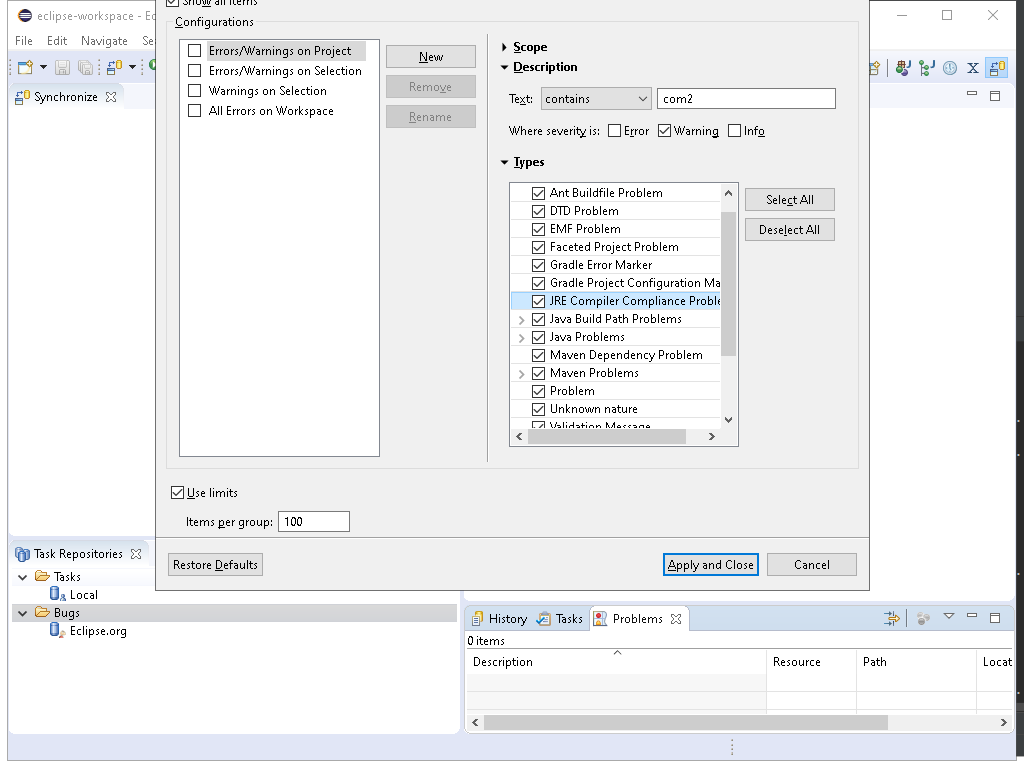 eclipse-workspace - Ec
Show all items
File Edit Navigate Se
Configurations
Synchronize
Errors/Warnings on Project
Errors/Warnings on Selection
Warnings on Selection
All Errors on Workspace
New
Remove
Rename
Scope
Description
Text: contains com2
Where severity is: Error Warning Info
Types
Ant Buildfile Problem
DTD Problem
EMF Problem
Faceted Project Problem
Gradle Error Marker
Gradle Project Configuration Ma
JRE Compiler Compliance Proble
Java Build Path Problems
Java Problems
Maven Dependency Problem
Maven Problems
Problem
Unknown nature
Validation Message
Select All
Deselect All
Use limits
Items per group: 100
Restore Defaults
Apply and Close
Cancel
Task Repositories
Tasks
Local
Bugs
Eclipse.org
History Tasks Problems
0 items
Description Resource Path Locat